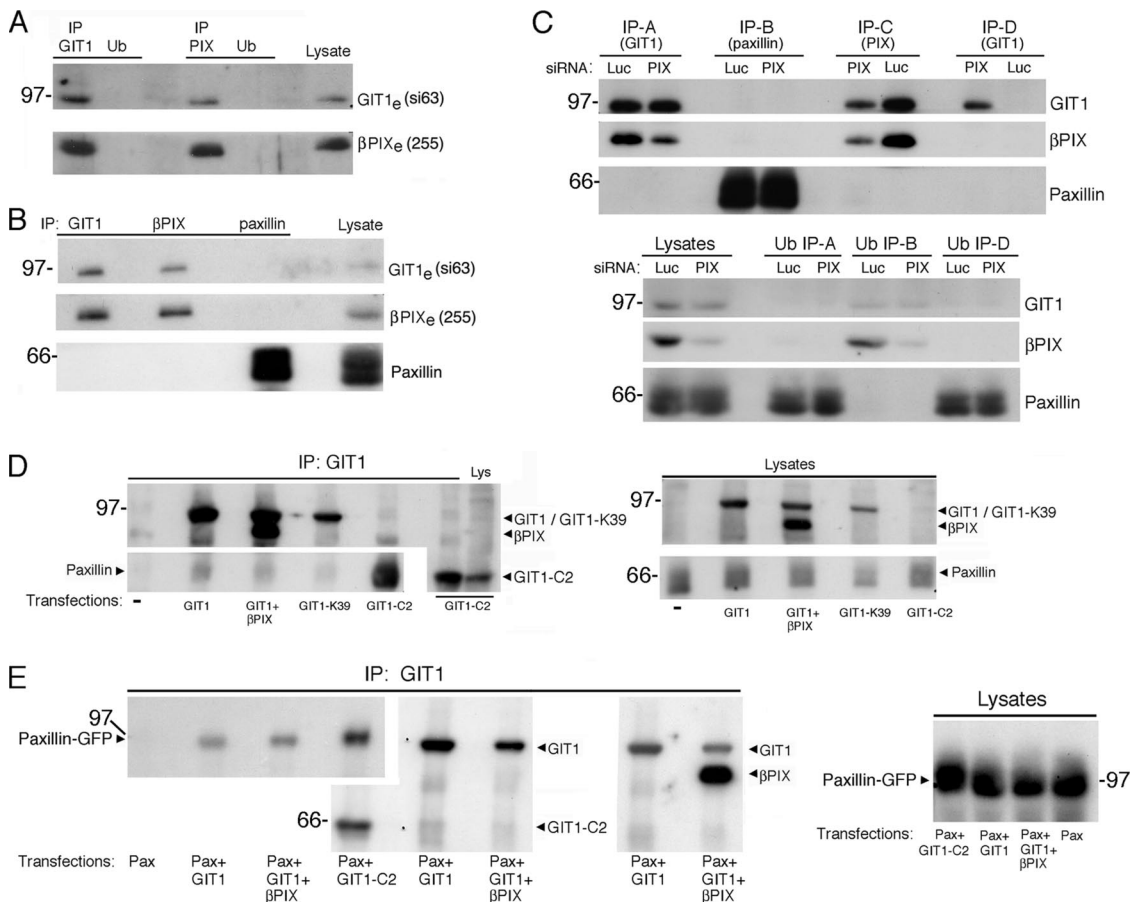 A
IP IP
GIT1 Ub PIX Ub Lysate
97- GIT1e (si63)
βPIXe (255)
B
IP: GIT1 βPIX paxillin Lysate
97- GIT1e (si63)
βPIXe (255)
66- Paxillin
C
IP-A IP-B IP-C IP-D
(GIT1) (paxillin) (PIX) (GIT1)
siRNA: Luc PIX Luc PIX PIX Luc PIX Luc
97- GIT1
βPIX
66- Paxillin
Lysates Ub IP-A Ub IP-B Ub IP-D
siRNA: Luc PIX Luc PIX Luc PIX Luc PIX
97- GIT1
βPIX
66- Paxillin
D
IP: GIT1 Lys
97- GIT1 / GIT1-K39
βPIX
Paxillin GIT1-C2
Transfections: - GIT1 GIT1+ GIT1-K39 GIT1-C2 GIT1-C2
βPIX
Lysates
97- GIT1 / GIT1-K39
βPIX
66- Paxillin
- GIT1 GIT1+ GIT1-K39 GIT1-C2
βPIX
E
IP: GIT1
97
Paxillin-GFP GIT1 GIT1
βPIX
66- GIT1-C2
Transfections: Pax Pax+ Pax+ Pax+ Pax+ Pax+ Pax+ Pax+
GIT1 GIT1+ GIT1-C2 GIT1 GIT1+ GIT1 GIT1+
βPIX βPIX βPIX
Lysates
Paxillin-GFP -97
Transfections: Pax+ Pax+ Pax+ Pax
GIT1-C2 GIT1 GIT1+
βPIX